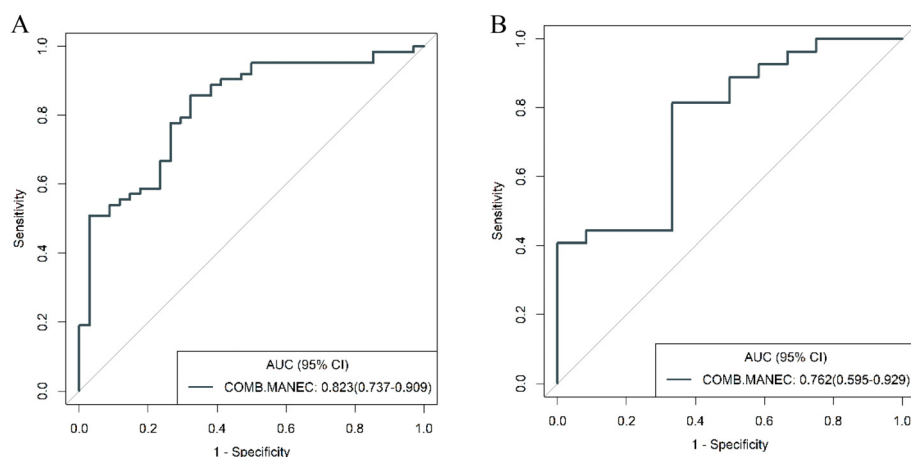 A
Sensitivity
1.0
0.8
0.6
0.4
0.2
0.0
AUC (95% CI)
COMB.MANEC: 0.823(0.737-0.909)
0.0 0.2 0.4 0.6 0.8 1.0
1 - Specificity
B
Sensitivity
1.0
0.8
0.6
0.4
0.2
0.0
AUC (95% CI)
COMB.MANEC: 0.762(0.595-0.929)
0.0 0.2 0.4 0.6 0.8 1.0
1 - Specificity